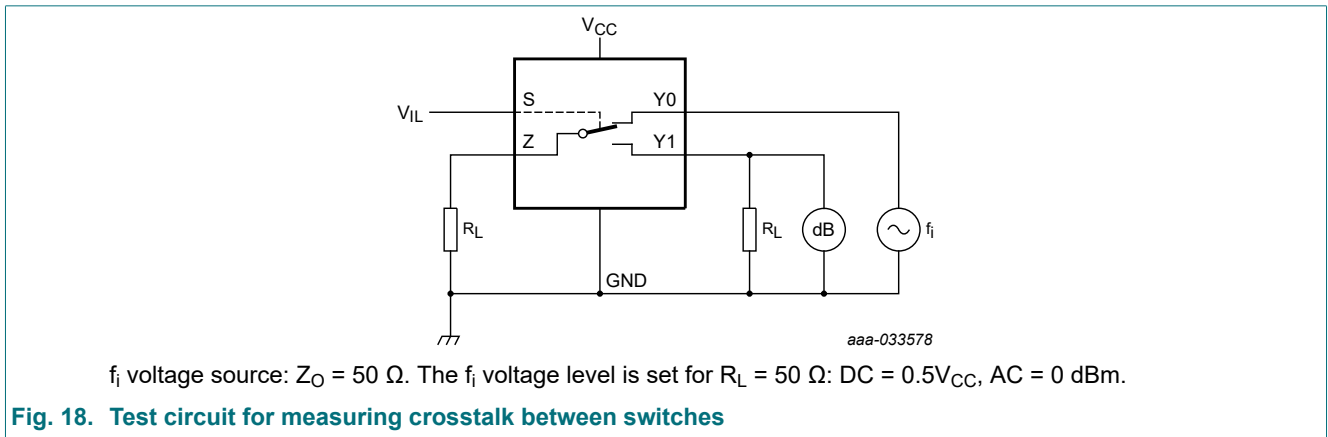 VCC
S
Y0
VIL
Z
Y1
RL
RL
dB
fi
GND
aaa-033578
fi voltage source: ZO = 50 Ω. The fi voltage level is set for RL = 50 Ω: DC = 0.5VCC, AC = 0 dBm.
Fig. 18. Test circuit for measuring crosstalk between switches